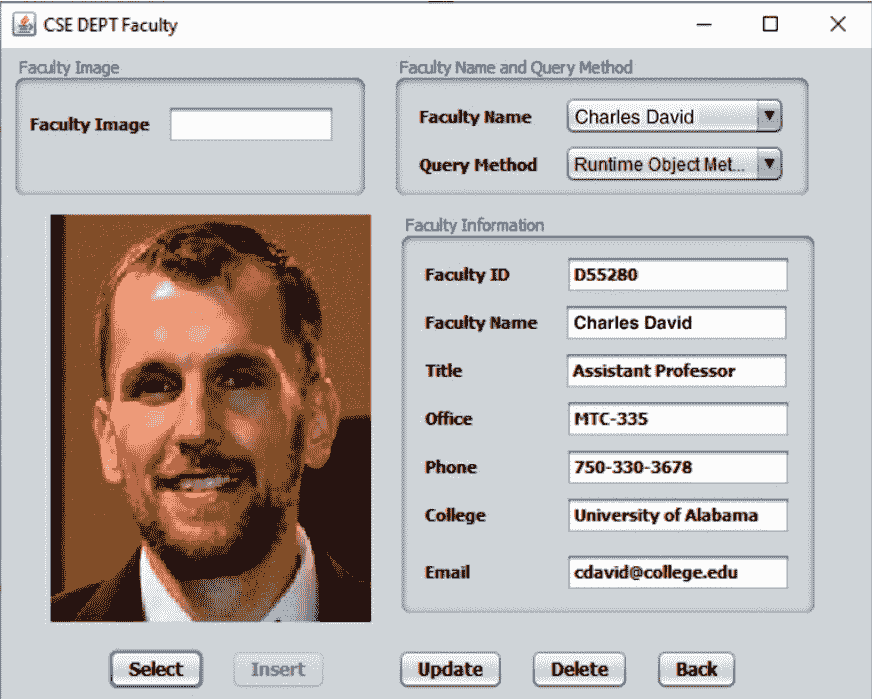 CSE DEPT Faculty
Faculty Image
Faculty Image
Faculty Name and Query Method
Faculty Name Charles David
Query Method Runtime Object Met...
Faculty Information
Faculty ID D55280
Faculty Name Charles David
Title Assistant Professor
Office MTC-335
Phone 750-330-3678
College University of Alabama
Email cdavid@college.edu
Select Insert Update Delete Back